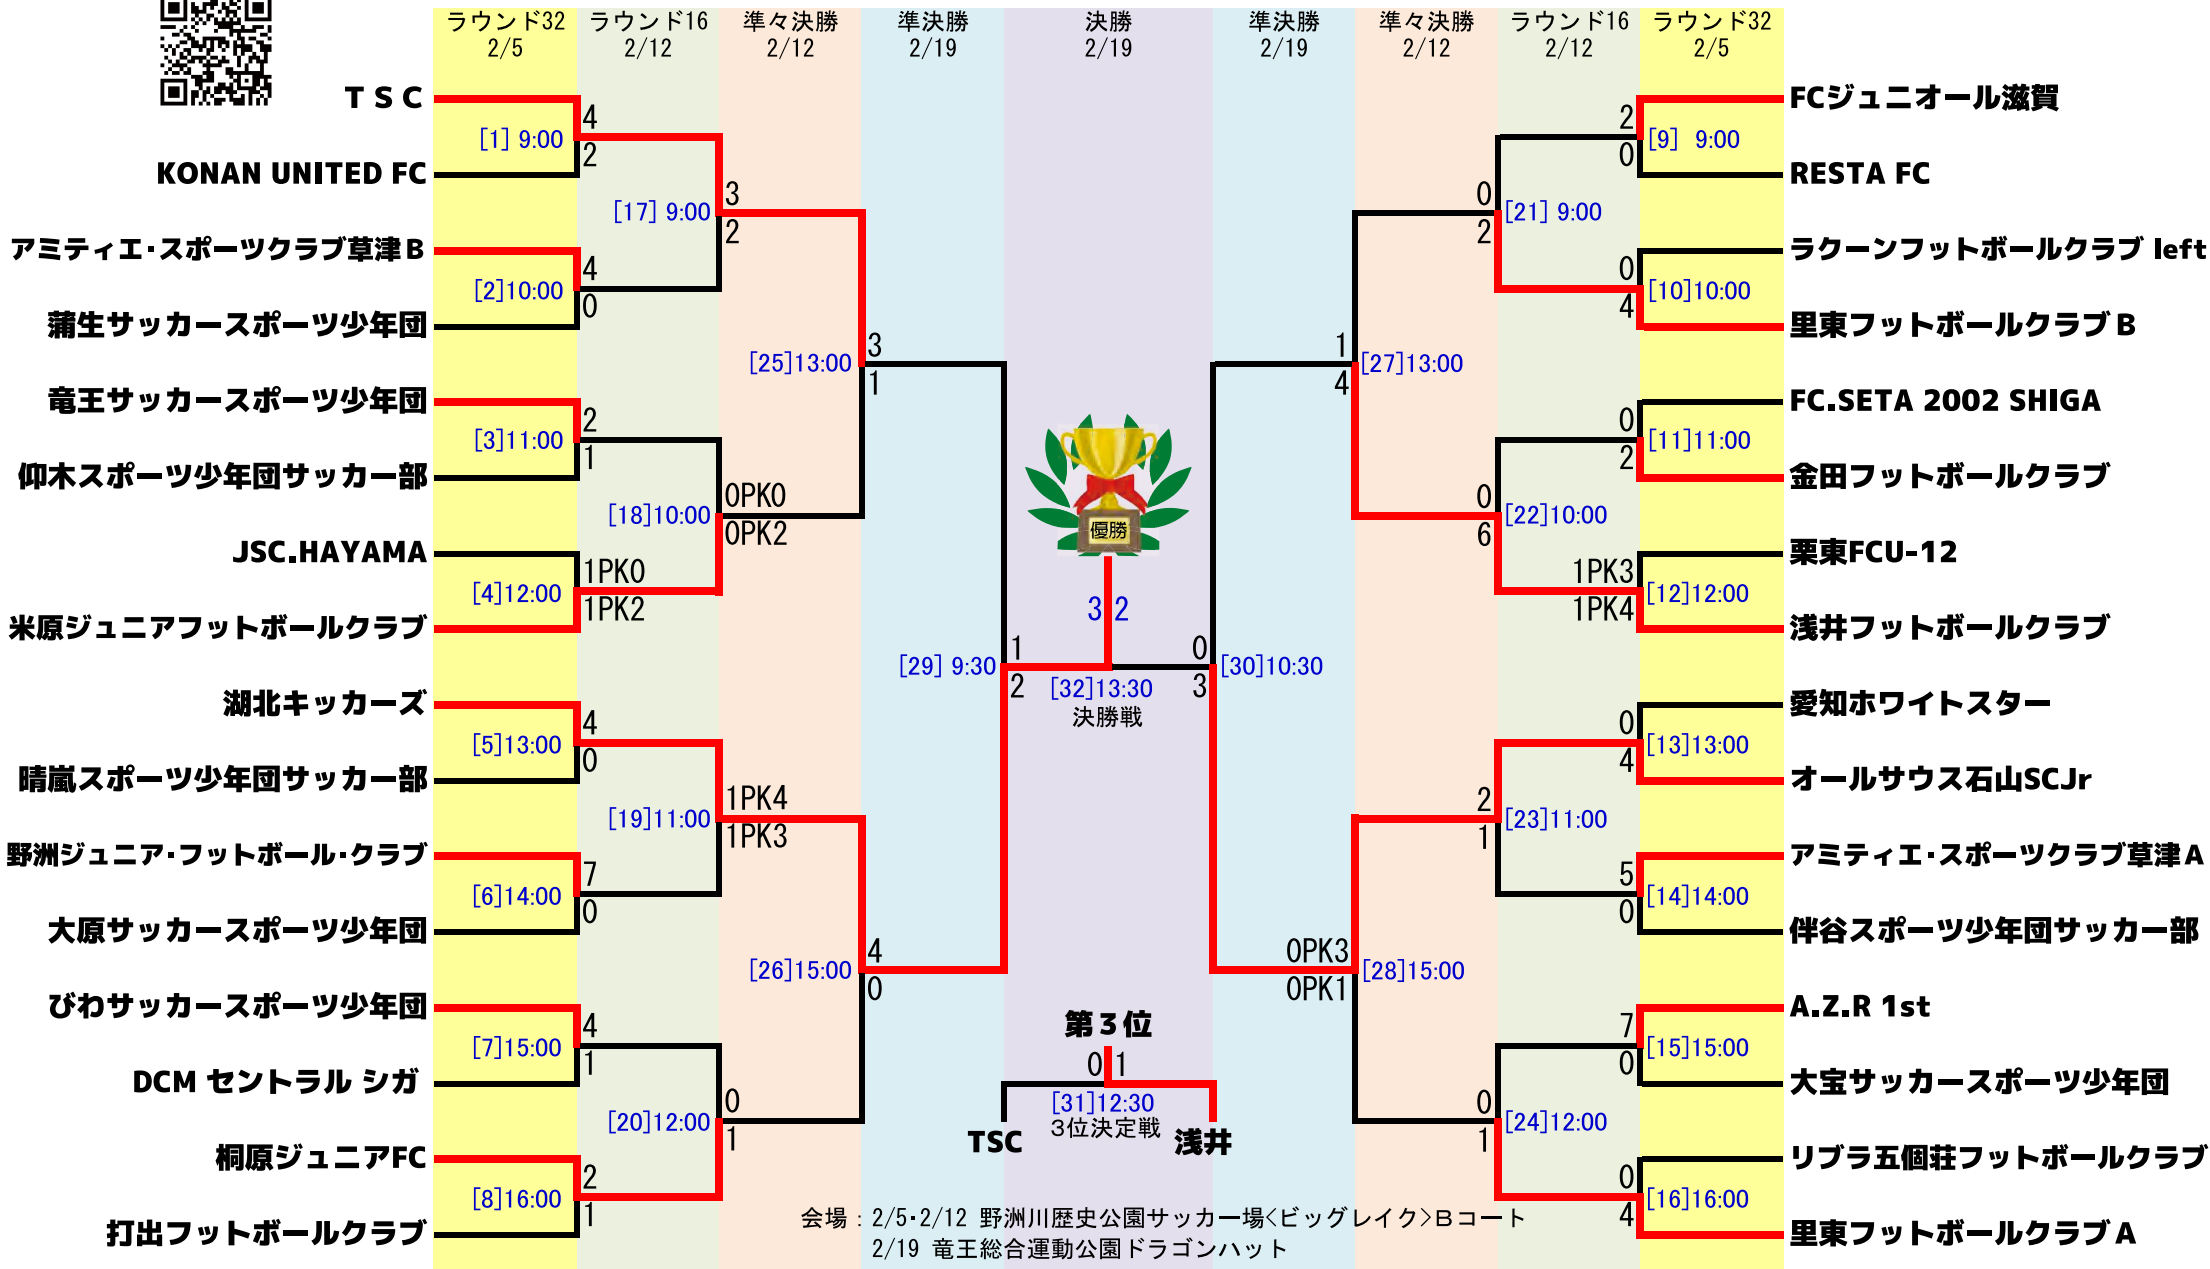 ラウンド32 ラウンド16 準々決勝 準決勝 決勝 準決勝 準々決勝 ラウンド16 ラウンド32
2/5 2/12 2/12 2/19 2/19 2/19 2/12 2/12 2/5
TSC
4
[1] 9:00
2
KONAN UNITED FC
3
[17] 9:00
2
アミティエ・スポーツクラブ草津B
4
[2]10:00
0
蒲生サッカースポーツ少年団
3
[25]13:00
1
竜王サッカースポーツ少年団
2
[3]11:00
1
仰木スポーツ少年団サッカー部
0PK0
[18]10:00
0PK2
JSC.HAYAMA
1PK0
[4]12:00
1PK2
米原ジュニアフットボールクラブ
1
[29] 9:30
2
湖北キッカーズ
4
[5]13:00
0
晴嵐スポーツ少年団サッカー部
1PK4
[19]11:00
1PK3
野洲ジュニア・フットボール・クラブ
7
[6]14:00
0
大原サッカースポーツ少年団
4
[26]15:00
0
びわサッカースポーツ少年団
4
[7]15:00
1
DCM セントラル シガ
0
[20]12:00
1
桐原ジュニアFC
2
[8]16:00
1
打出フットボールクラブ
優勝
3 2
[32]13:30
決勝戦
第3位
0 1
[31]12:30
3位決定戦
TSC 浅井
FCジュニオール滋賀
2
[9] 9:00
0
RESTA FC
0
[21] 9:00
2
ラクーンフットボールクラブ left
0
[10]10:00
4
里東フットボールクラブB
1
[27]13:00
4
FC.SETA 2002 SHIGA
0
[11]11:00
2
金田フットボールクラブ
0
[22]10:00
6
栗東FCU-12
1PK3
[12]12:00
1PK4
浅井フットボールクラブ
0
[30]10:30
3
愛知ホワイトスター
0
[13]13:00
4
オールサウス石山SCJr
2
[23]11:00
1
アミティエ・スポーツクラブ草津A
5
[14]14:00
0
伴谷スポーツ少年団サッカー部
0PK3
[28]15:00
0PK1
A.Z.R 1st
7
[15]15:00
0
大宝サッカースポーツ少年団
0
[24]12:00
1
リブラ五個荘フットボールクラブ
0
[16]16:00
4
里東フットボールクラブA
会場：2/5・2/12 野洲川歴史公園サッカー場<ビッグレイク>Bコート
2/19 竜王総合運動公園ドラゴンハット